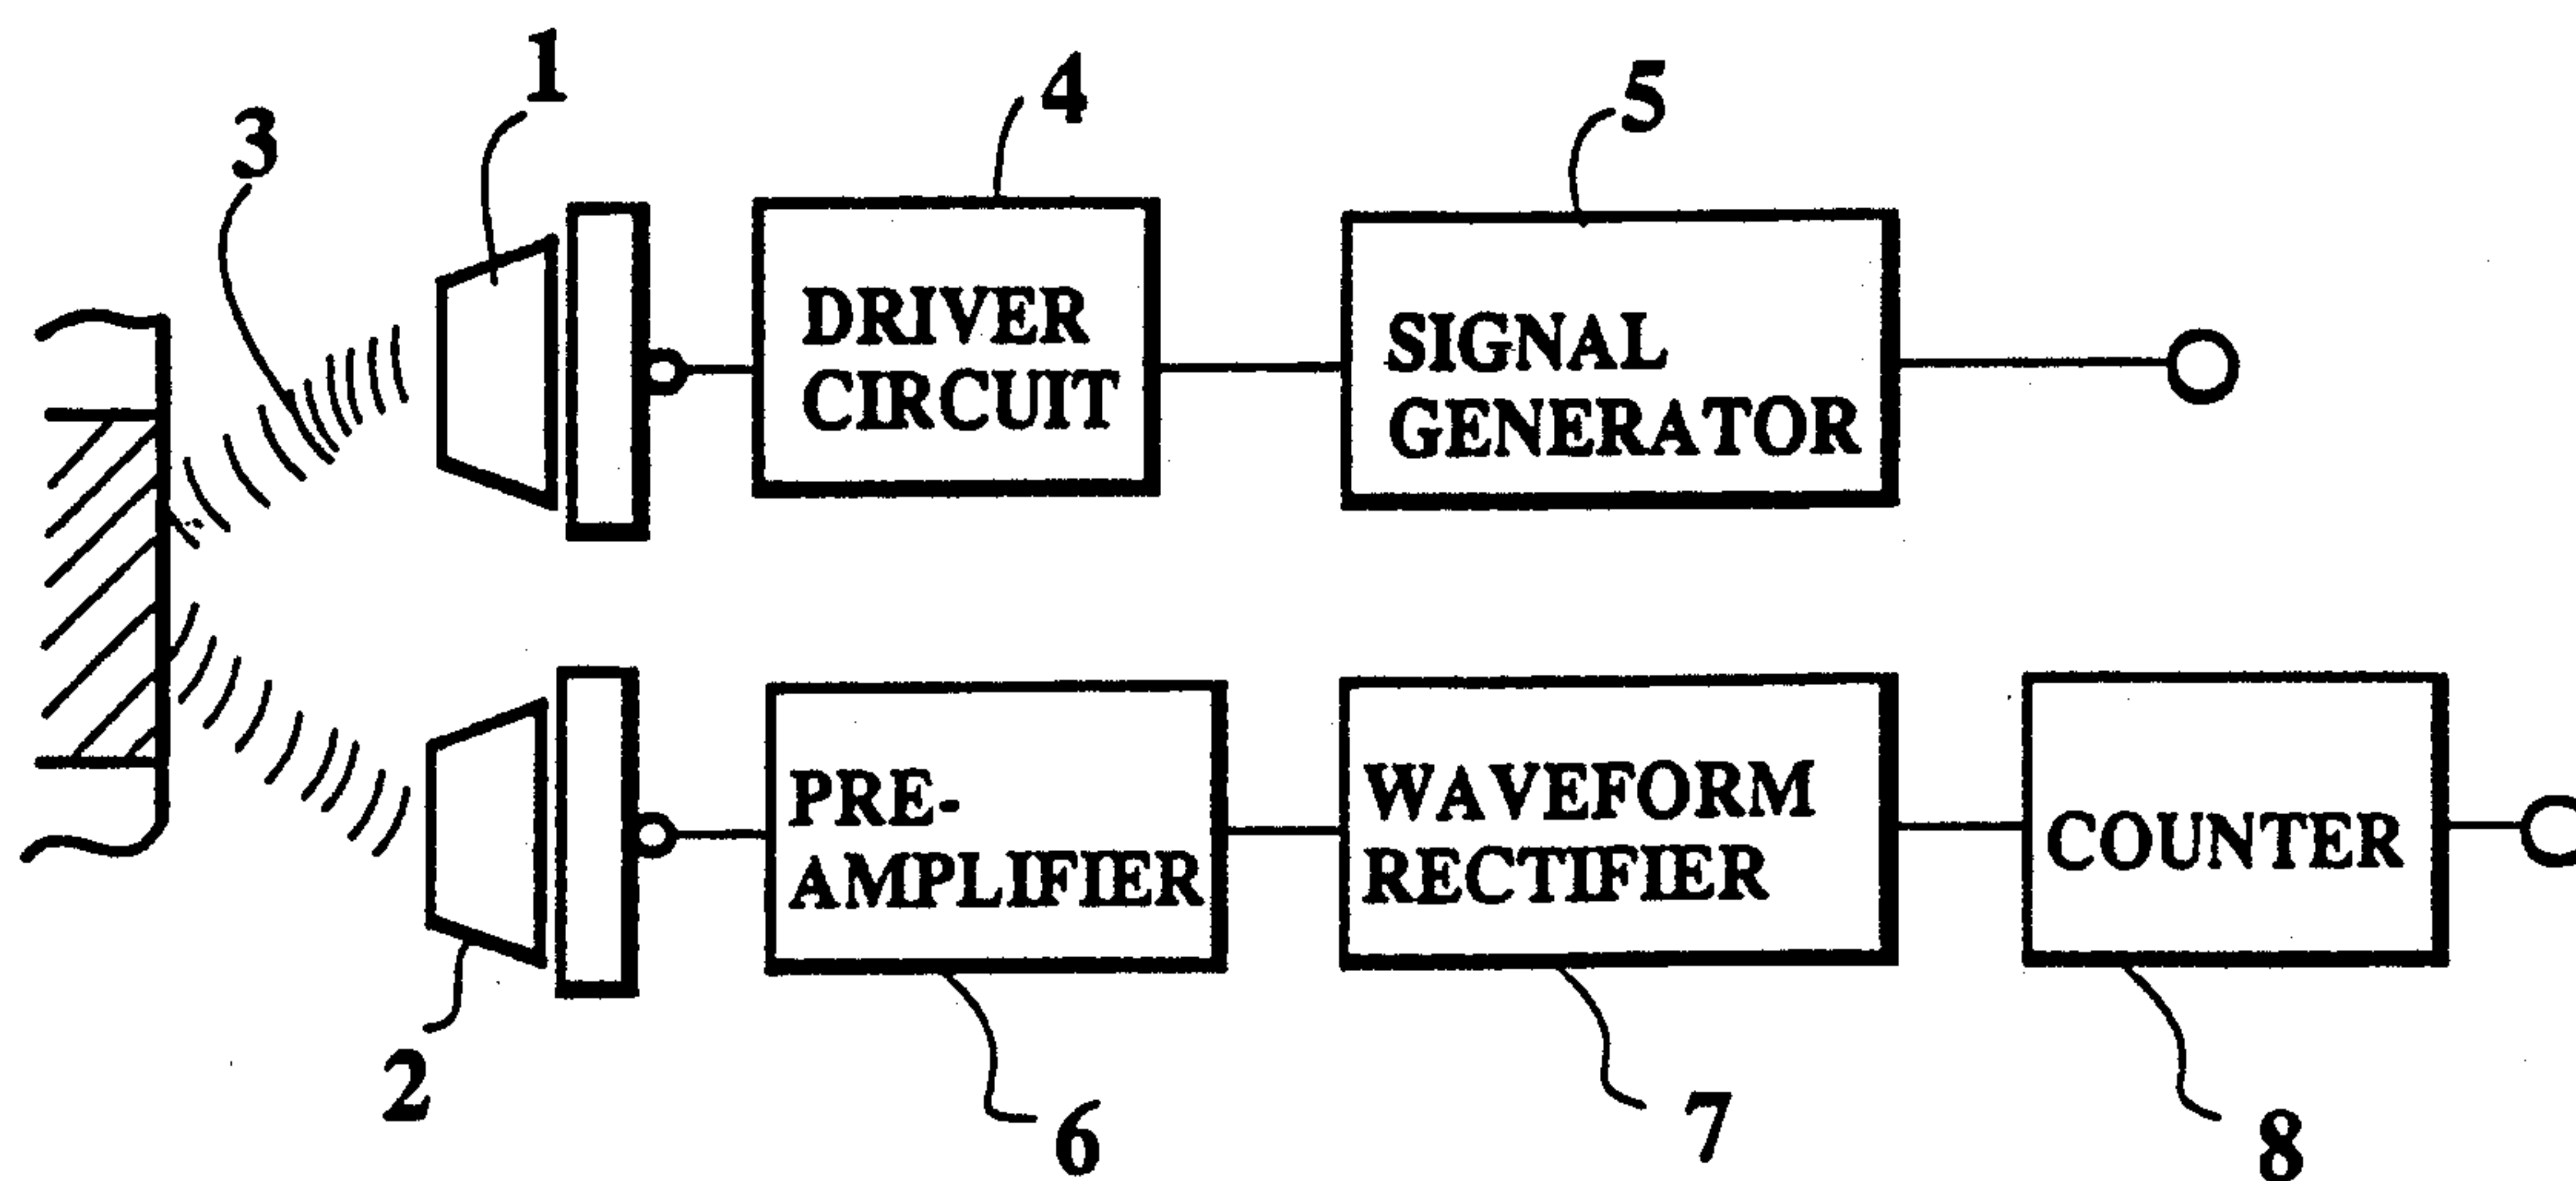 1
3
4
5
DRIVER
CIRCUIT
SIGNAL
GENERATOR
PRE-
AMPLIFIER
WAVEFORM
RECTIFIER
COUNTER
2
6
7
8